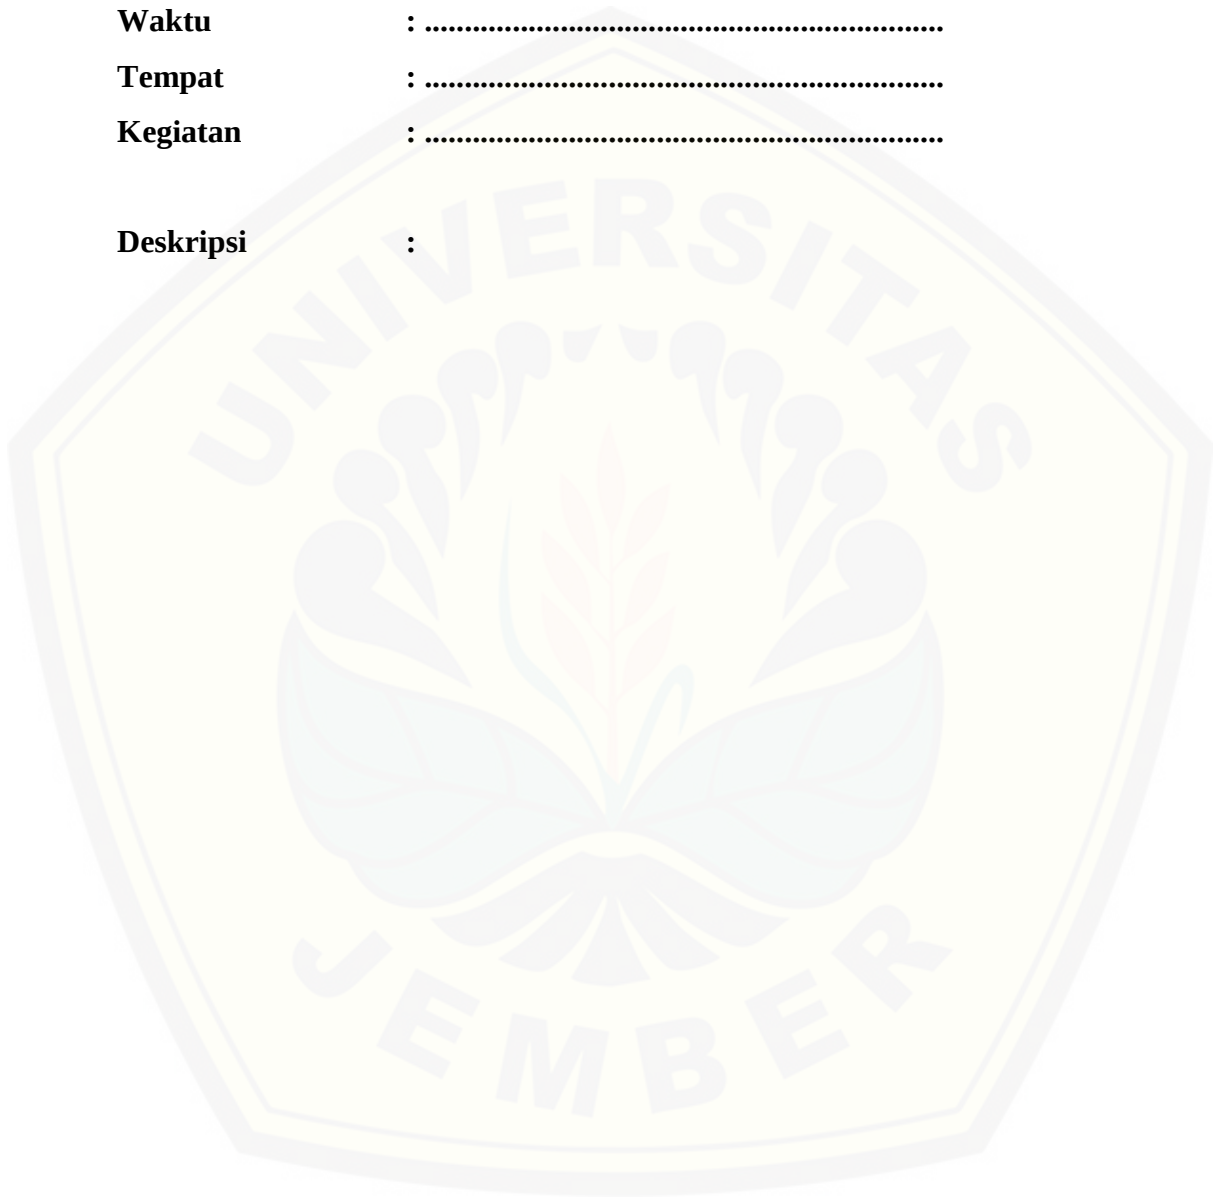 Waktu : .................................................................
Tempat : .................................................................
Kegiatan : .................................................................
Deskripsi :
UNIVERSITAS
JEMBER